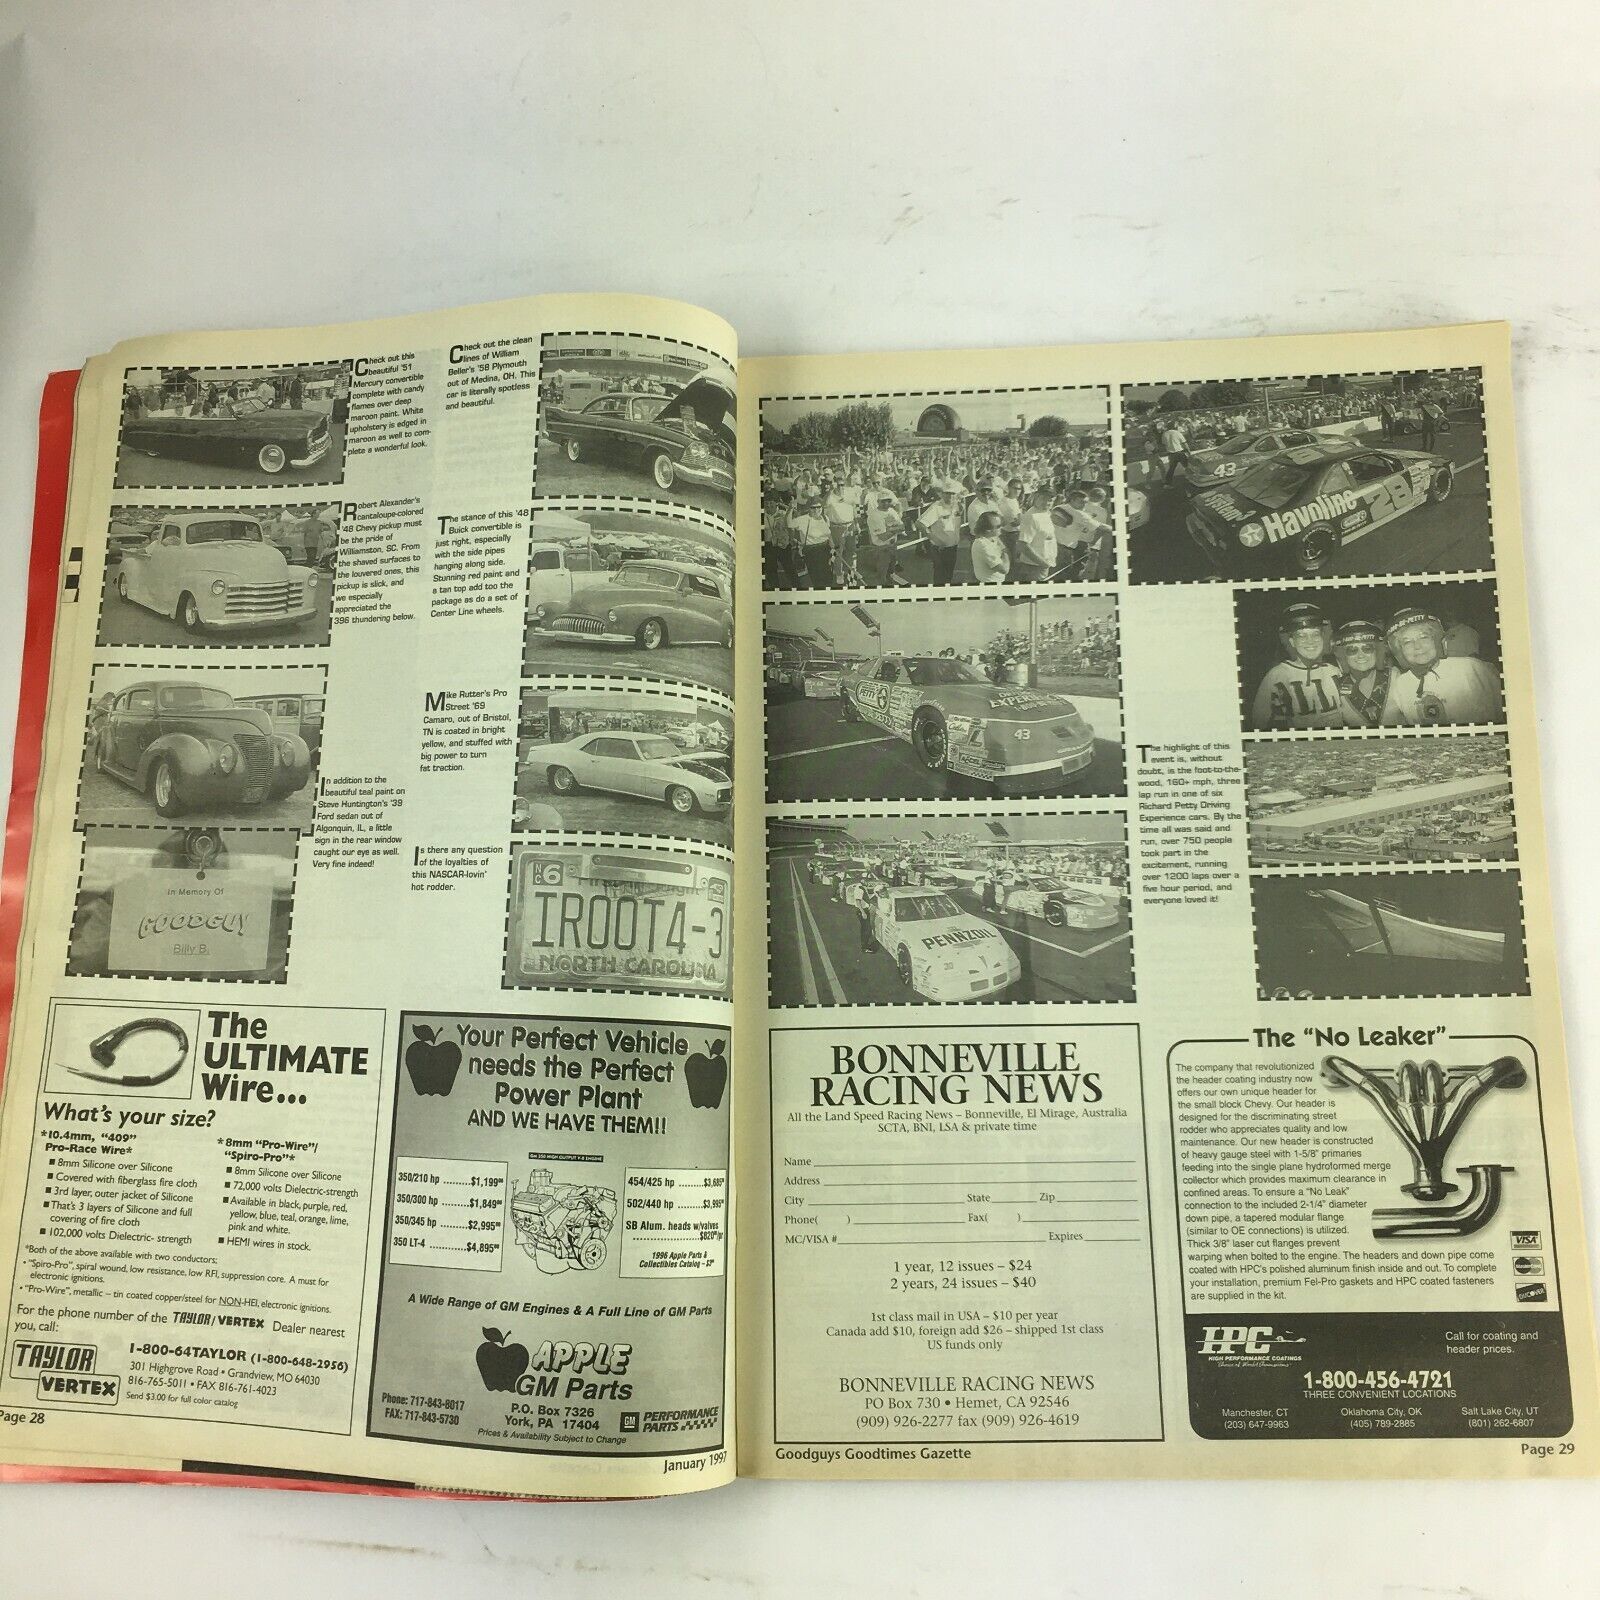 Check out this
beautiful '51
Mercury convertible
complete with candy
flames over deep
maroon paint. White
upholstery is edged in
maroon as well to com-
plete a wonderful look.
Check out the clean
lines of William
Beller's '58 Plymouth
out of Medina, OH. This
car is literally spotless
and beautiful.
Robert Alexander's
cantaloupe-colored
'48 Chevy pickup must
be the pride of
Williamston, SC. From
the shaved surfaces to
the louvered ones, this
pickup is slick, and
we especially
appreciated the
396 thundering below.
The stance of this '48
Buick convertible is
just right, especially
with the side pipes
hanging along side.
Stunning red paint and
a tan top add too the
package as do a set of
Center Line wheels.
Mike Rutter's Pro
Street '69
Camaro, out of Bristol,
TN is coated in bright
yellow, and stuffed with
big power to turn
fat traction.
In addition to the
beautiful teal paint on
Steve Huntington's '39
Ford sedan out of
Algonquin, IL, a little
sign in the rear window
caught our eye as well.
Very fine indeed!
Is there any question
of the loyalties of
this NASCAR-lovin'
hot rodder.
In Memory Of
GOODGUY
Billy B.
NC 6
IROOT4-3
NORTH CAROLINA
The
ULTIMATE
Wire...
What's your size?
*10.4mm, "409"
Pro-Race Wire*
■ 8mm Silicone over Silicone
■ Covered with fiberglass fire cloth
■ 3rd layer, outer jacket of Silicone
■ That's 3 layers of Silicone and full
covering of fire cloth
■ 102,000 volts Dielectric- strength
*8mm "Pro-Wire"/
"Spiro-Pro"*
■ 8mm Silicone over Silicone
■ 72,000 volts Dielectric-strength
■ Available in black, purple, red,
yellow, blue, teal, orange, lime,
pink and white.
■ HEMI wires in stock.
*Both of the above available with two conductors;
• "Spiro-Pro", spiral wound, low resistance, low RFI, suppression core. A must for
electronic ignitions.
• "Pro-Wire", metallic – tin coated copper/steel for NON-HEI, electronic ignitions.
For the phone number of the TAYLOR/VERTEX Dealer nearest
you, call:
TAYLOR
VERTEX
1-800-64TAYLOR (1-800-648-2956)
301 Highgrove Road • Grandview, MO 64030
816-765-5011 • FAX 816-761-4023
Send $3.00 for full color catalog
Page 28
Your Perfect Vehicle
needs the Perfect
Power Plant
AND WE HAVE THEM!!
GM 350 HIGH OUTPUT V-8 ENGINE
350/210 hp ......$1,199
350/300 hp ......$1,849
350/345 hp ......$2,995
350 LT-4 ......$4,895
454/425 hp ......$3,689
502/440 hp ......$3,995
SB Alum. heads w/valves
$820
1996 Apple Parts &
Collectibles Catalog – $3
A Wide Range of GM Engines & A Full Line of GM Parts
APPLE
GM Parts
Phone: 717-843-8017
FAX: 717-843-5730
P.O. Box 7326
York, PA 17404
Prices & Availability Subject to Change
GM PERFORMANCE
PARTS
January 1997
43
Havoline 28
43
PENNZOIL
The highlight of this
event is, without
doubt, is the foot-to-the-
wood, 160+ mph, three
lap run in one of six
Richard Petty Driving
Experience cars. By the
time all was said and
run, over 750 people
took part in the
excitement, running
over 1200 laps over a
five hour period, and
everyone loved it!
BONNEVILLE
RACING NEWS
All the Land Speed Racing News – Bonneville, El Mirage, Australia
SCTA, BNI, LSA & private time
Name
Address
City State Zip
Phone( ) Fax( )
MC/VISA # Expires
1 year, 12 issues – $24
2 years, 24 issues – $40
1st class mail in USA – $10 per year
Canada add $10, foreign add $26 – shipped 1st class
US funds only
BONNEVILLE RACING NEWS
PO Box 730 • Hemet, CA 92546
(909) 926-2277 fax (909) 926-4619
The "No Leaker"
The company that revolutionized
the header coating industry now
offers our own unique header for
the small block Chevy. Our header is
designed for the discriminating street
rodder who appreciates quality and low
maintenance. Our new header is constructed
of heavy gauge steel with 1-5/8" primaries
feeding into the single plane hydroformed merge
collector which provides maximum clearance in
confined areas. To ensure a "No Leak"
connection to the included 2-1/4" diameter
down pipe, a tapered modular flange
(similar to OE connections) is utilized.
Thick 3/8" laser cut flanges prevent
warping when bolted to the engine. The headers and down pipe come
coated with HPC's polished aluminum finish inside and out. To complete
your installation, premium Fel-Pro gaskets and HPC coated fasteners
are supplied in the kit.
VISA
MasterCard
DISCOVER
HPC
HIGH PERFORMANCE COATINGS
Call for coating and
header prices.
1-800-456-4721
THREE CONVENIENT LOCATIONS
Manchester, CT
(203) 647-9963
Oklahoma City, OK
(405) 789-2885
Salt Lake City, UT
(801) 262-6807
Goodguys Goodtimes Gazette
Page 29